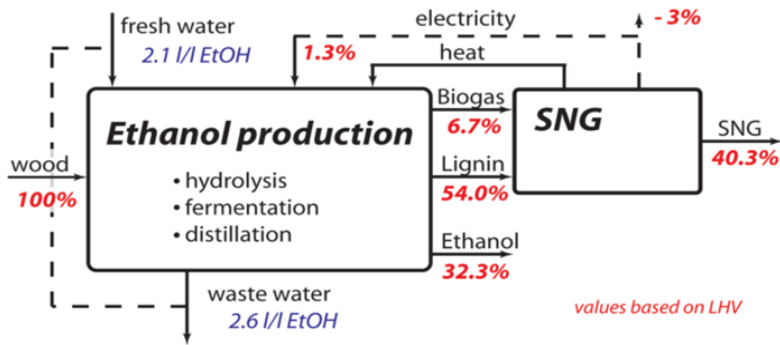 electricity
- 3%
fresh water
2.1 l/l EtOH
1.3%
heat
Biogas
6.7%
Ethanol production
SNG
SNG
40.3%
wood
100%
• hydrolysis
• fermentation
• distillation
Lignin
54.0%
Ethanol
32.3%
waste water
2.6 l/l EtOH
values based on LHV